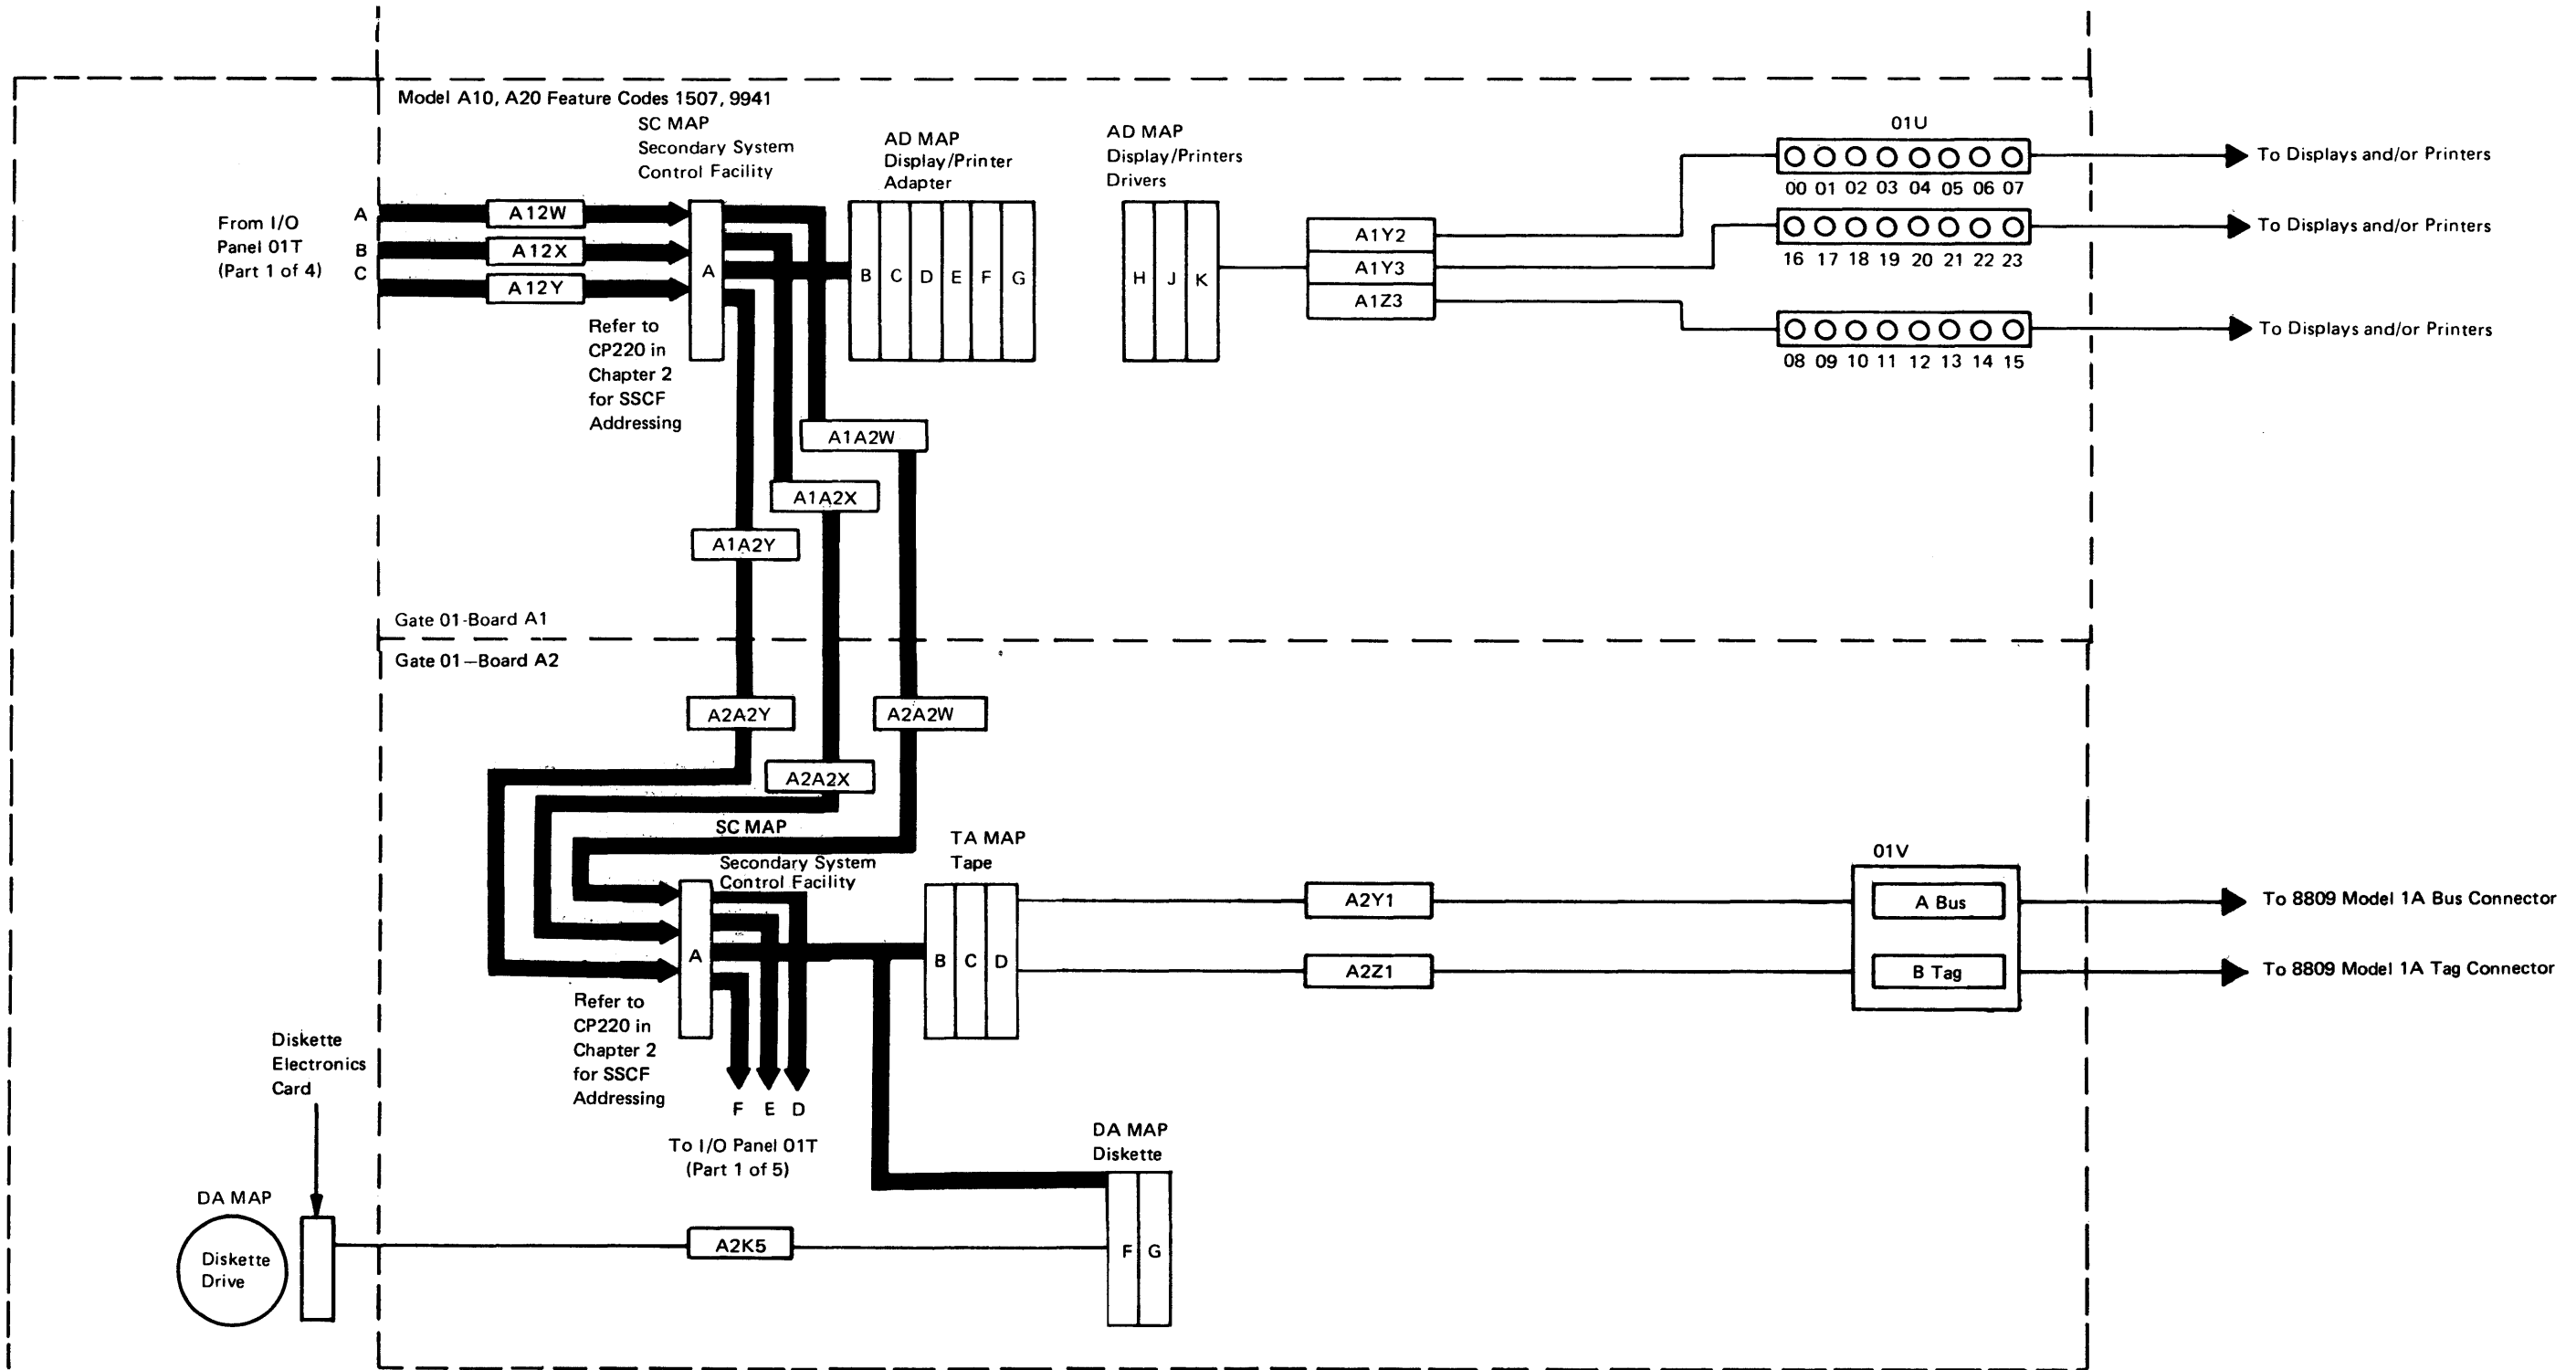 Model A10, A20 Feature Codes 1507, 9941
SC MAP
Secondary System
Control Facility
AD MAP
Display/Printer
Adapter
AD MAP
Display/Printers
Drivers
01U
To Displays and/or Printers
00 01 02 03 04 05 06 07
From I/O
Panel 01T
(Part 1 of 4)
A
B
C
A12W
A12X
A12Y
A
B C D E F G
H J K
A1Y2
A1Y3
A1Z3
To Displays and/or Printers
16 17 18 19 20 21 22 23
To Displays and/or Printers
08 09 10 11 12 13 14 15
Refer to
CP220 in
Chapter 2
for SSCF
Addressing
A1A2W
A1A2X
A1A2Y
Gate 01-Board A1
Gate 01—Board A2
A2A2Y
A2A2W
A2A2X
SC MAP
Secondary System
Control Facility
TA MAP
Tape
A
B C D
A2Y1
A2Z1
01V
A Bus
B Tag
To 8809 Model 1A Bus Connector
To 8809 Model 1A Tag Connector
Refer to
CP220 in
Chapter 2
for SSCF
Addressing
F E D
To I/O Panel 01T
(Part 1 of 5)
Diskette
Electronics
Card
DA MAP
Diskette
Drive
A2K5
DA MAP
Diskette
F G